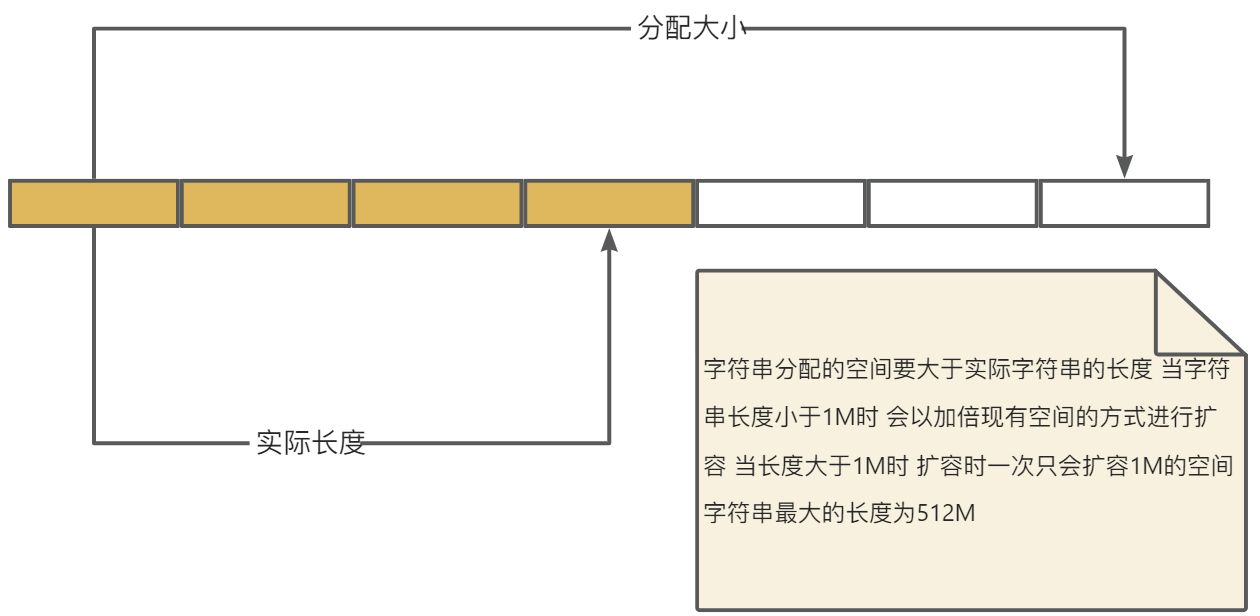 分配大小
实际长度
字符串分配的空间要大于实际字符串的长度 当字符
串长度小于1M时 会以加倍现有空间的方式进行扩
容 当长度大于1M时 扩容时一次只会扩容1M的空间
字符串最大的长度为512M